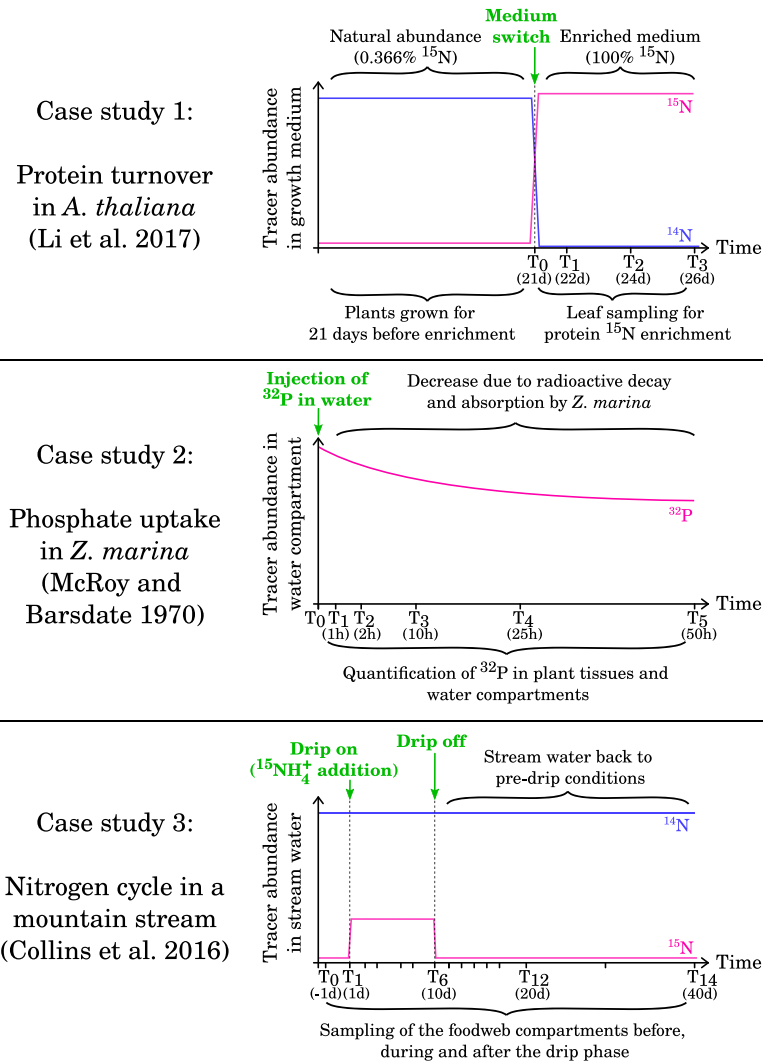 Case study 1:
Protein turnover
in A. thaliana
(Li et al. 2017)
Natural abundance
(0.366% ¹⁵N)
Medium
switch
Enriched medium
(100% ¹⁵N)
Tracer abundance
in growth medium
¹⁵N
¹⁴N
Time
T₀
(21d)
T₁
(22d)
T₂
(24d)
T₃
(26d)
Plants grown for
21 days before enrichment
Leaf sampling for
protein ¹⁵N enrichment
Case study 2:
Phosphate uptake
in Z. marina
(McRoy and
Barsdate 1970)
Injection of
³²P in water
Decrease due to radioactive decay
and absorption by Z. marina
Tracer abundance in
water compartment
³²P
Time
T₀
T₁
(1h)
T₂
(2h)
T₃
(10h)
T₄
(25h)
T₅
(50h)
Quantification of ³²P in plant tissues and
water compartments
Case study 3:
Nitrogen cycle in a
mountain stream
(Collins et al. 2016)
Drip on
(¹⁵NH₄⁺ addition)
Drip off
Stream water back to
pre-drip conditions
Tracer abundance
in stream water
¹⁴N
¹⁵N
Time
T₀
(-1d)
T₁
(1d)
T₆
(10d)
T₁₂
(20d)
T₁₄
(40d)
Sampling of the foodweb compartments before,
during and after the drip phase